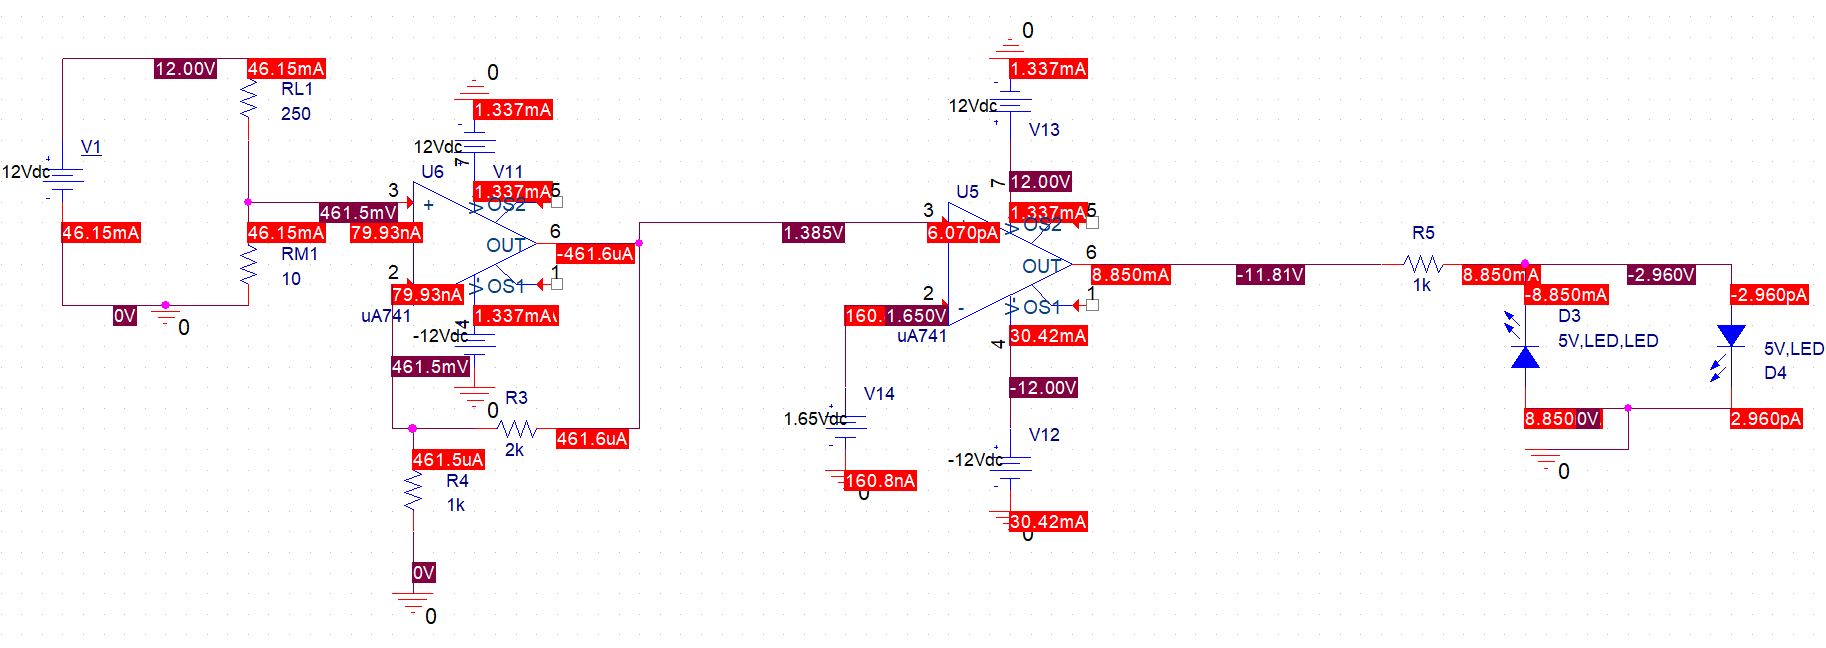 12.00V
46.15mA
RL1
250
V1
12Vdc
+
-
46.15mA
0V
0
461.5mV
46.15mA
RM1
10
79.93nA
3
+
2
79.93nA
uA741
U6
0
1.337mA
12Vdc
-
7
V11
1.337mA
5
OS2
OUT
6
-461.6uA
OS1
1
V-
1.337mA
4
-12Vdc
461.5mV
0
R3
2k
461.6uA
461.5uA
R4
1k
0V
0
1.385V
0
1.337mA
12Vdc
-
+
V13
7
12.00V
1.337mA
5
U5
3
6.070pA
OS2
OUT
6
8.850mA
2
-
1.650V
uA741
V-
OS1
1
30.42mA
4
-12.00V
V14
1.65Vdc
+
-
160.8nA
0
V12
-12Vdc
+
-
30.42mA
0
-11.81V
R5
1k
8.850mA
-2.960V
-8.850mA
-2.960pA
D3
5V,LED,LED
5V,LED
D4
8.850
0V
2.960pA
0